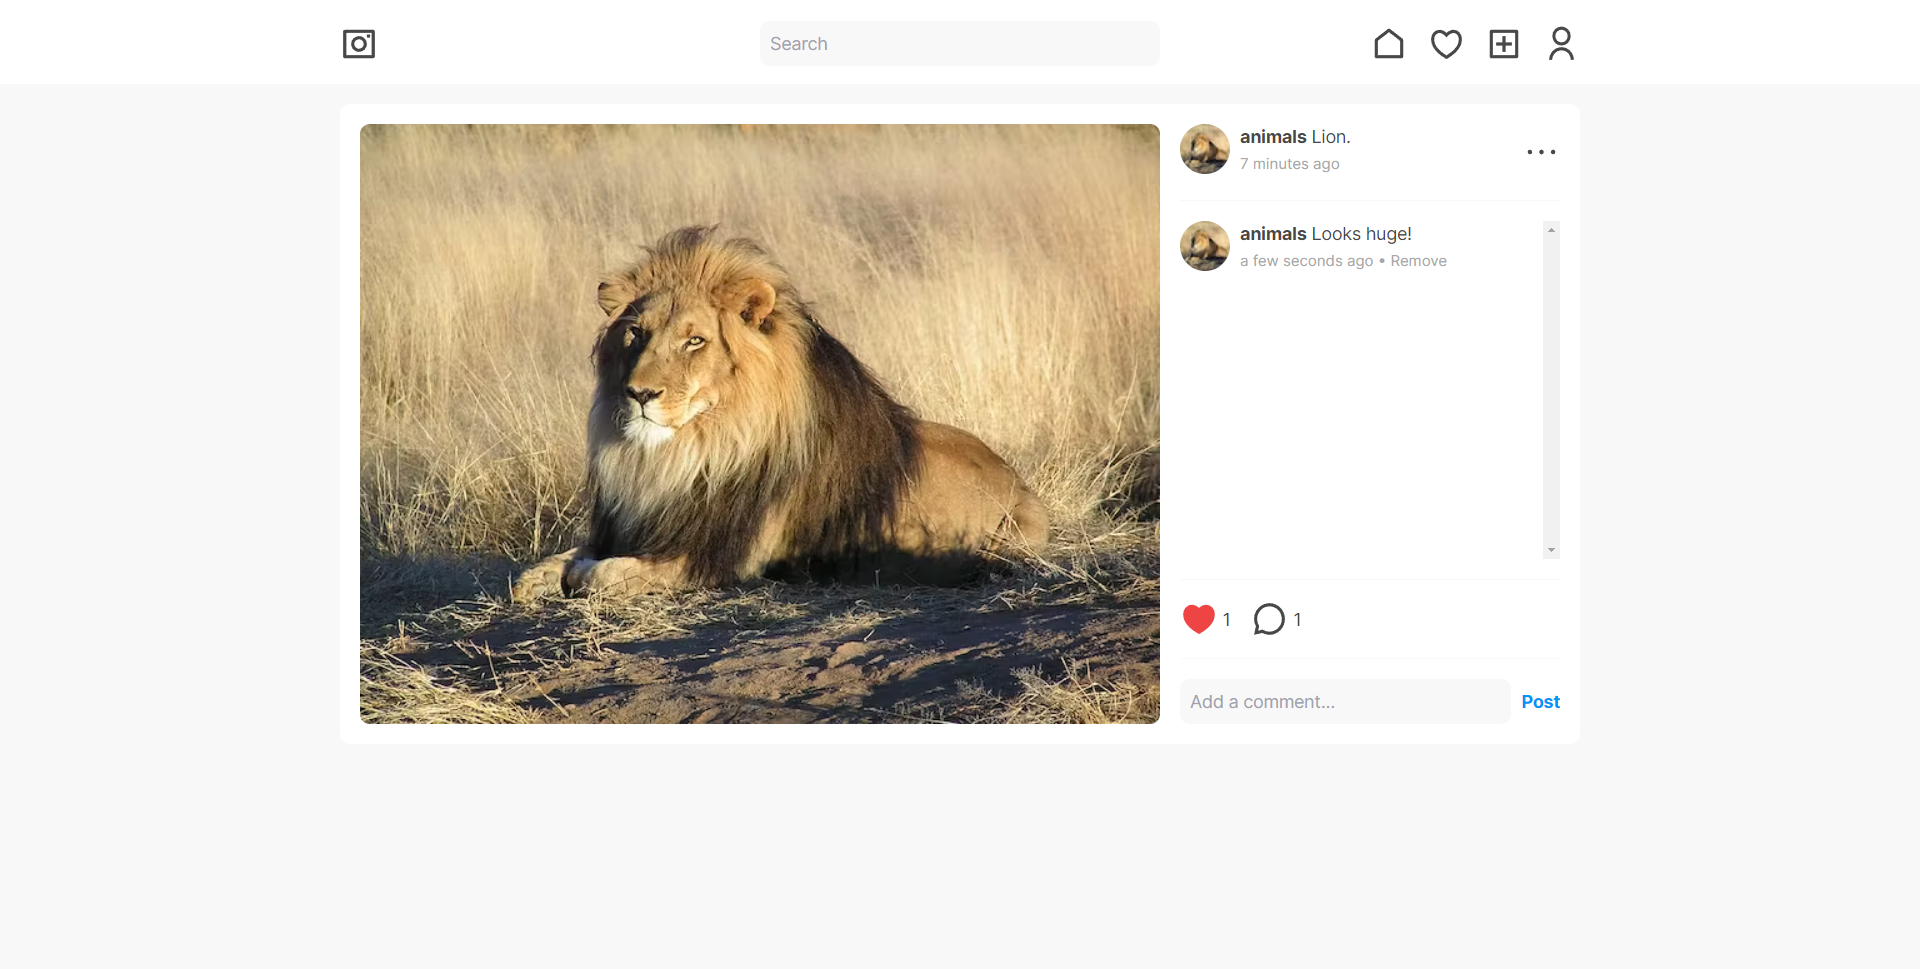 Search
animals Lion.
7 minutes ago
animals Looks huge!
a few seconds ago • Remove
1 1
Add a comment...
Post